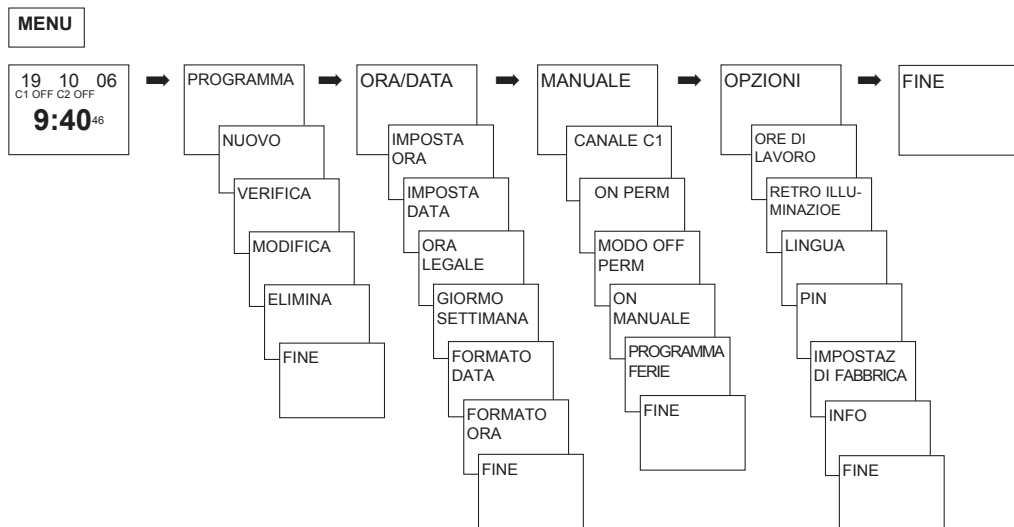 MENU
19 10 06
C1 OFF C2 OFF
9:40 46
PROGRAMMA
NUOVO
VERIFICA
MODIFICA
ELIMINA
FINE
ORA/DATA
IMPOSTA
ORA
IMPOSTA
DATA
ORA
LEGALE
GIORMO
SETTIMANA
FORMATO
DATA
FORMATO
ORA
FINE
MANUALE
CANALE C1
ON PERM
MODO OFF
PERM
ON
MANUALE
PROGRAMMA
FERIE
FINE
OPZIONI
ORE DI
LAVORO
RETRO ILLU-
MINAZIOE
LINGUA
PIN
IMPOSTAZ
DI FABBRICA
INFO
FINE
FINE